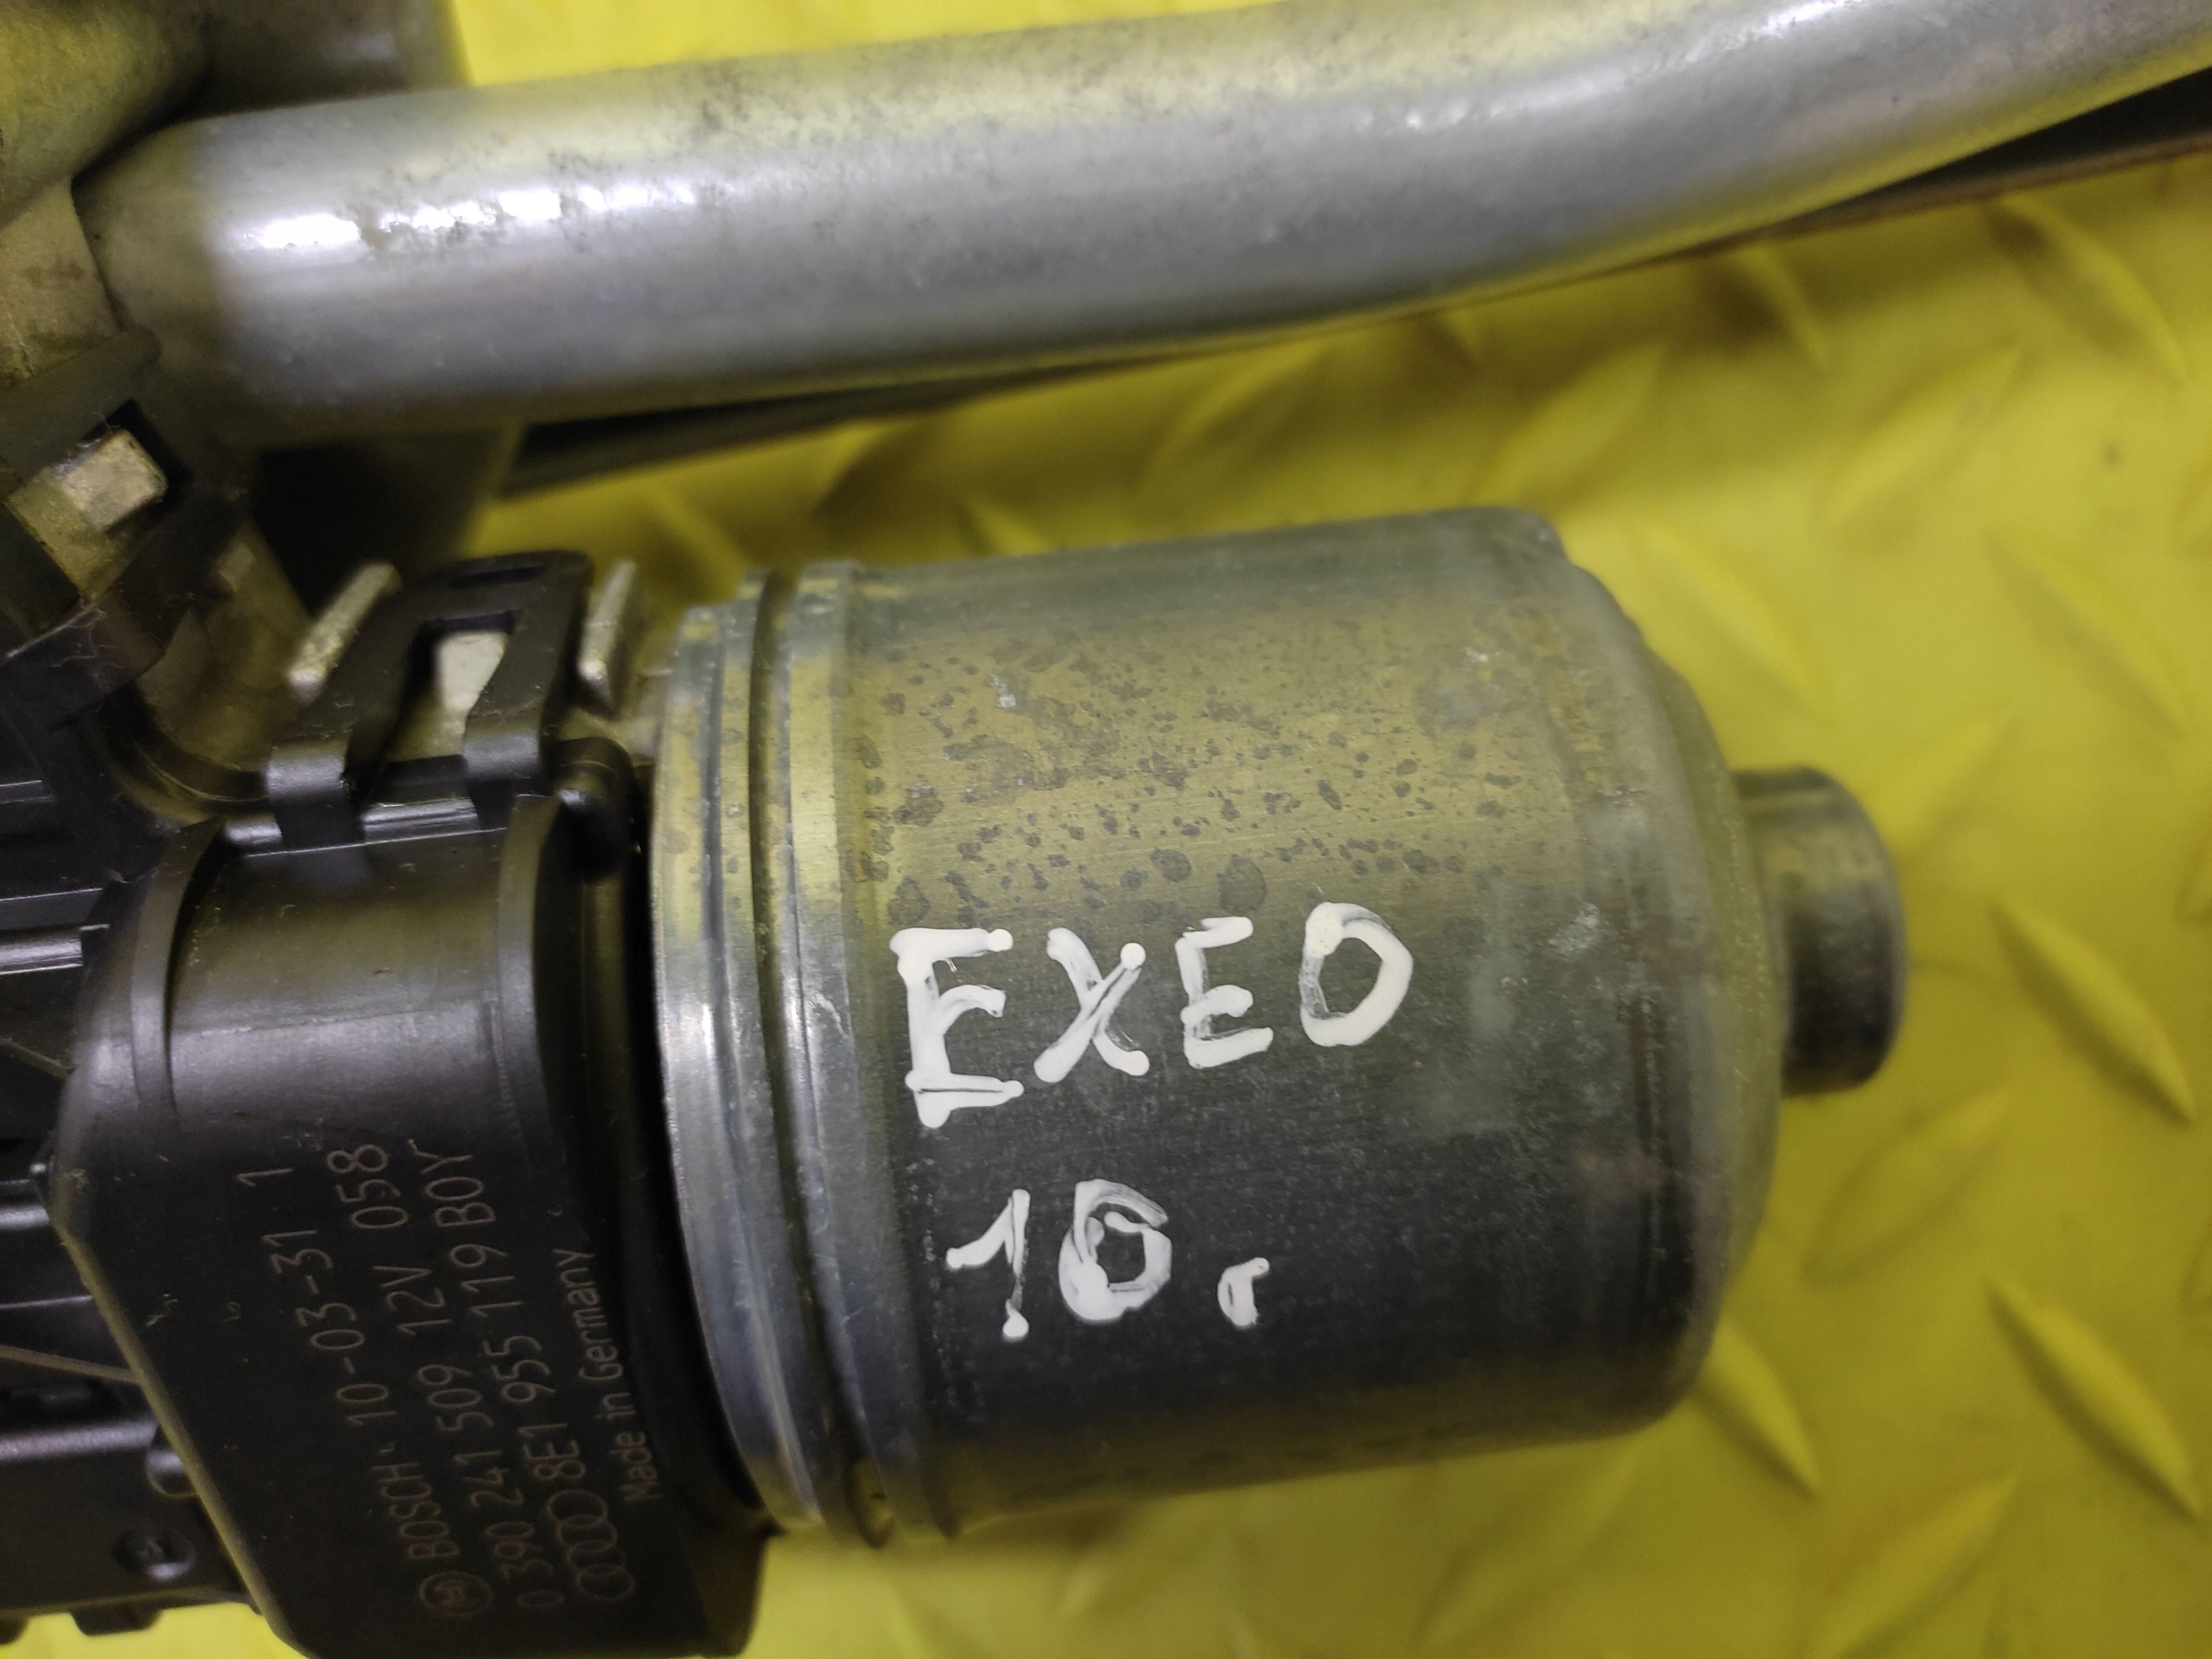 EXEO
10.
1
10-03-31
BOSCH 12V 058
0 390 241 509
8E1 955 119 B0Y
Made in Germany